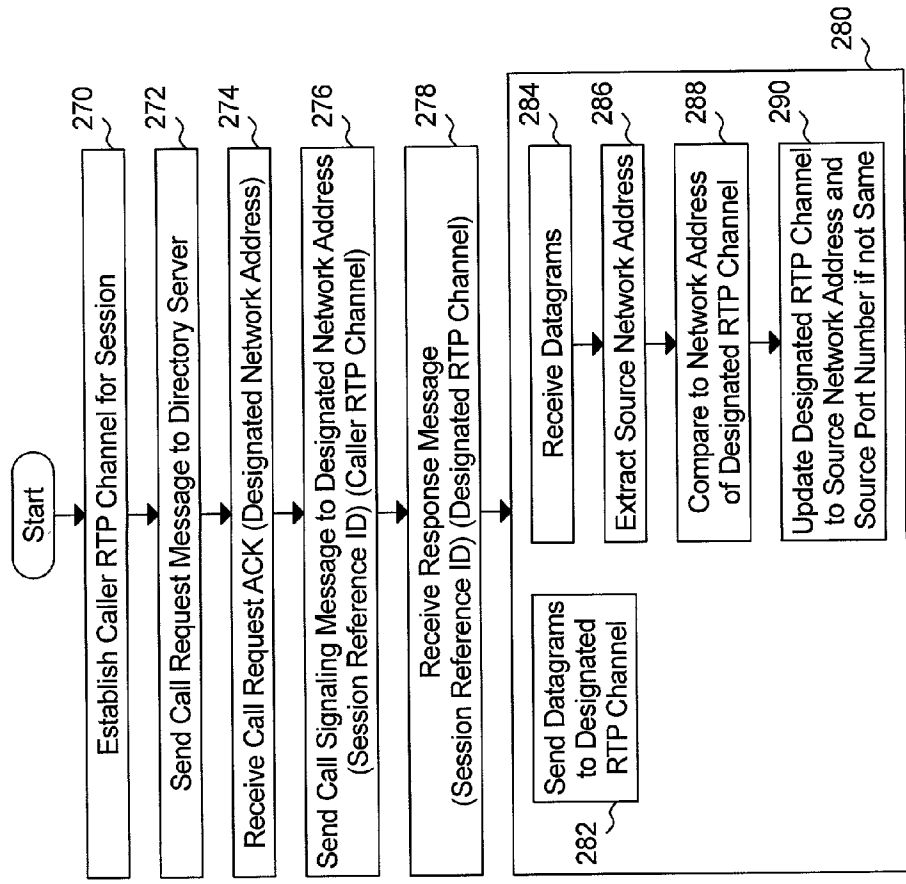 Start
Establish Caller RTP Channel for Session
270
Send Call Request Message to Directory Server
272
Receive Call Request ACK (Designated Network Address)
274
Send Call Signaling Message to Designated Network Address
(Session Reference ID) (Caller RTP Channel)
276
Receive Response Message
(Session Reference ID) (Designated RTP Channel)
278
280
Send Datagrams
to Designated
RTP Channel
282
Receive Datagrams
284
Extract Source Network Address
286
Compare to Network Address
of Designated RTP Channel
288
Update Designated RTP Channel
to Source Network Address and
Source Port Number if not Same
290